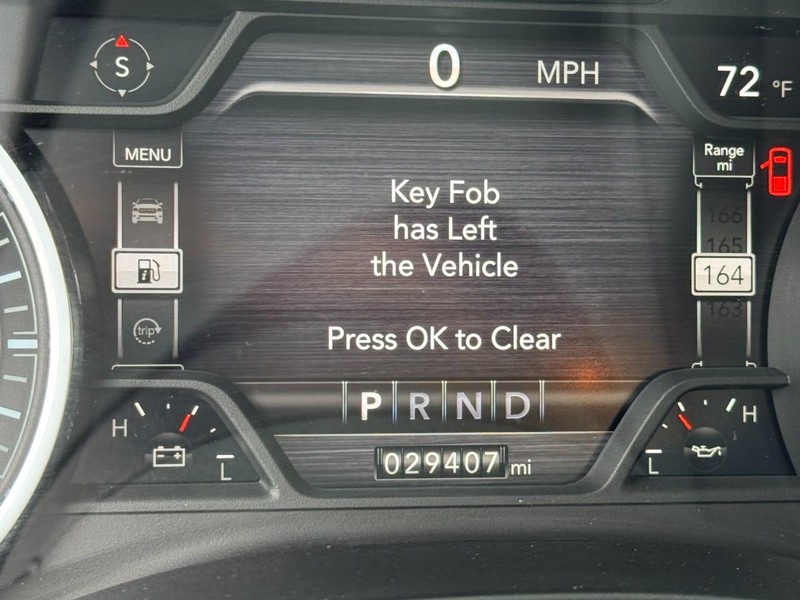 S
0 MPH
72 °F
MENU
Range
mi
166
165
164
163
trip
Key Fob
has Left
the Vehicle
Press OK to Clear
P R N D
H
L
029407 mi
H
L